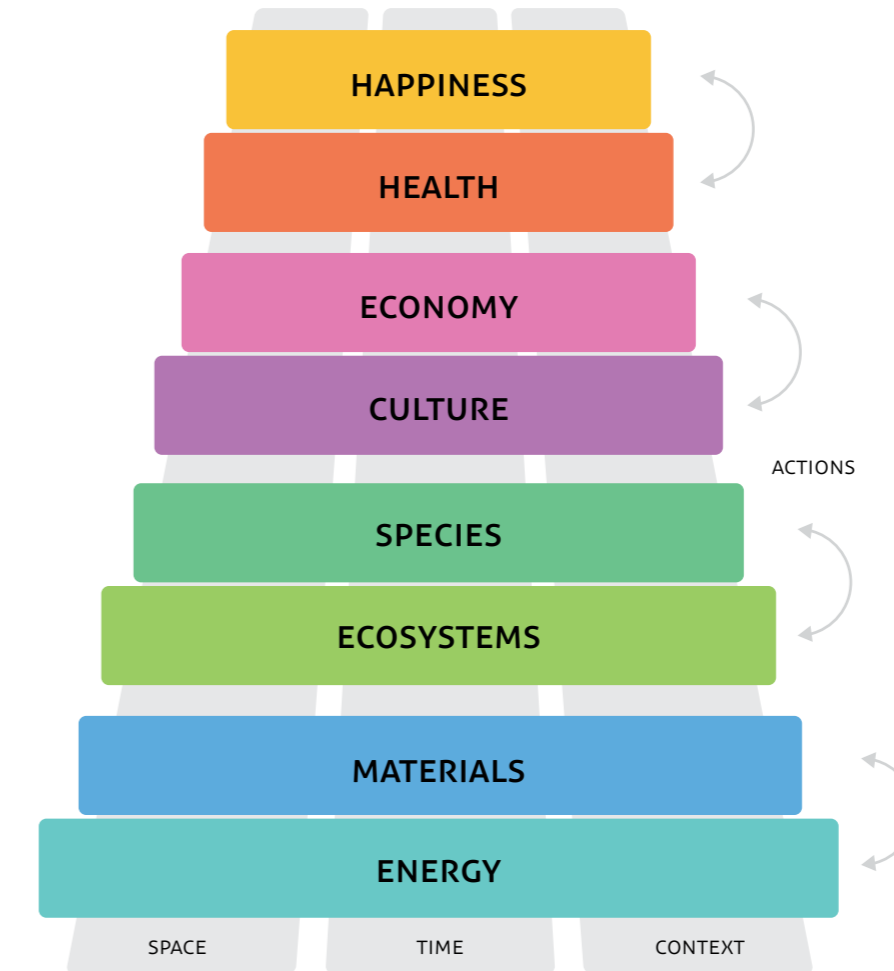 HAPPINESS
HEALTH
ECONOMY
CULTURE
ACTIONS
SPECIES
ECOSYSTEMS
MATERIALS
ENERGY
SPACE TIME CONTEXT